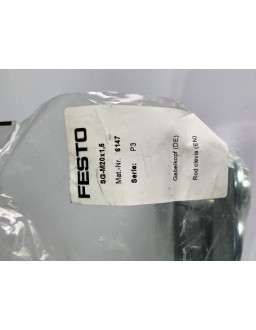 FESTO
SG-M20x1,5
Mat.-Nr. 6147
Serie: P3
Gabelkopf (DE)
Rod clevis (EN)